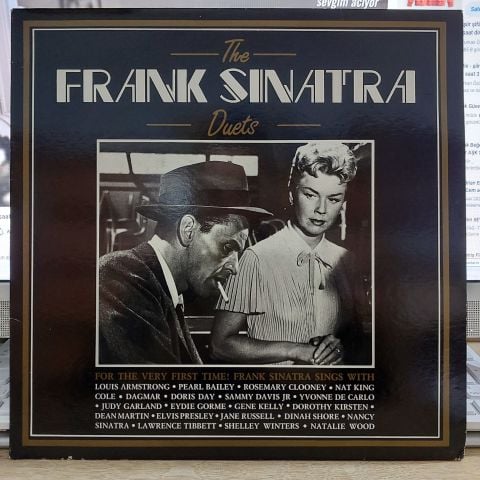 sevgim acıyor
The
FRANK SINATRA
Duets
FOR THE VERY FIRST TIME! FRANK SINATRA SINGS WITH
LOUIS ARMSTRONG • PEARL BAILEY • ROSEMARY CLOONEY • NAT KING
COLE • DAGMAR • DORIS DAY • SAMMY DAVIS JR • YVONNE DE CARLO
• JUDY GARLAND • EYDIE GORME • GENE KELLY • DOROTHY KIRSTEN •
DEAN MARTIN • ELVIS PRESLEY • JANE RUSSELL • DINAH SHORE • NANCY
SINATRA • LAWRENCE TIBBETT • SHELLEY WINTERS • NATALIE WOOD